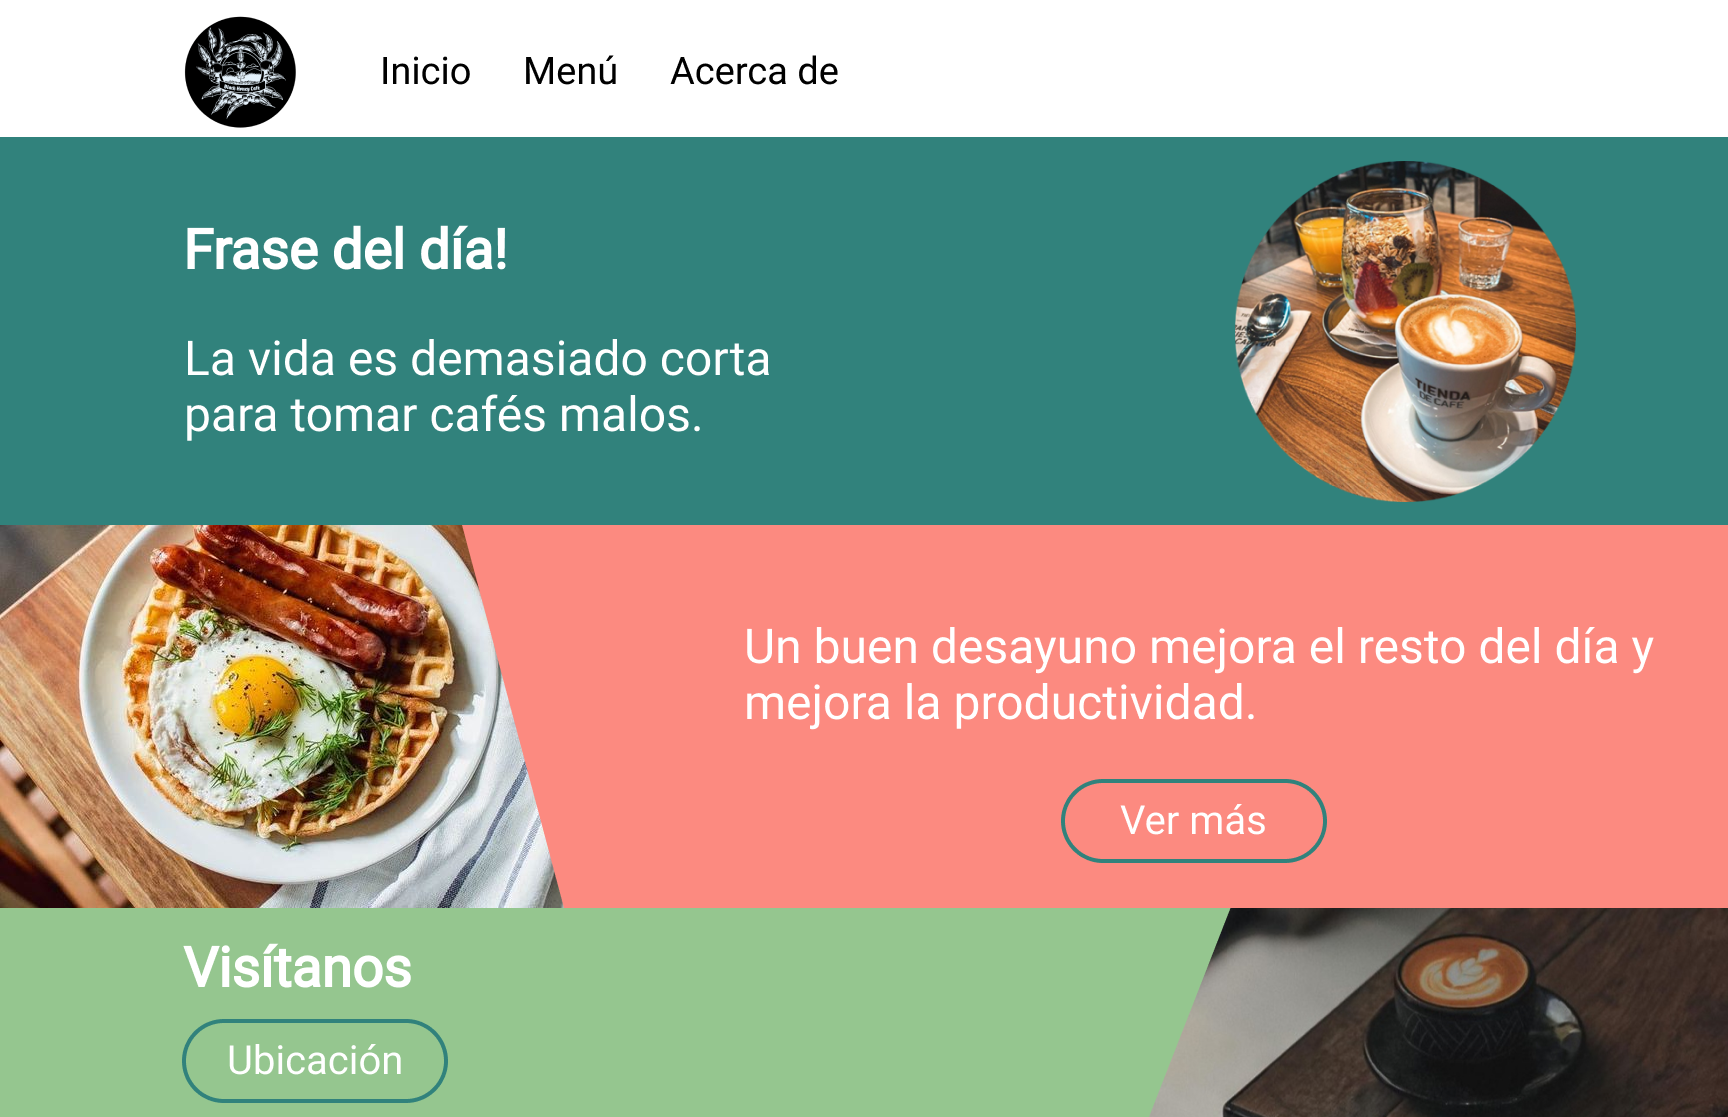 Black Honey Café
Inicio
Menú
Acerca de
Frase del día!
La vida es demasiado corta
para tomar cafés malos.
TIENDA
DE CAFÉ
Un buen desayuno mejora el resto del día y
mejora la productividad.
Ver más
Visítanos
Ubicación